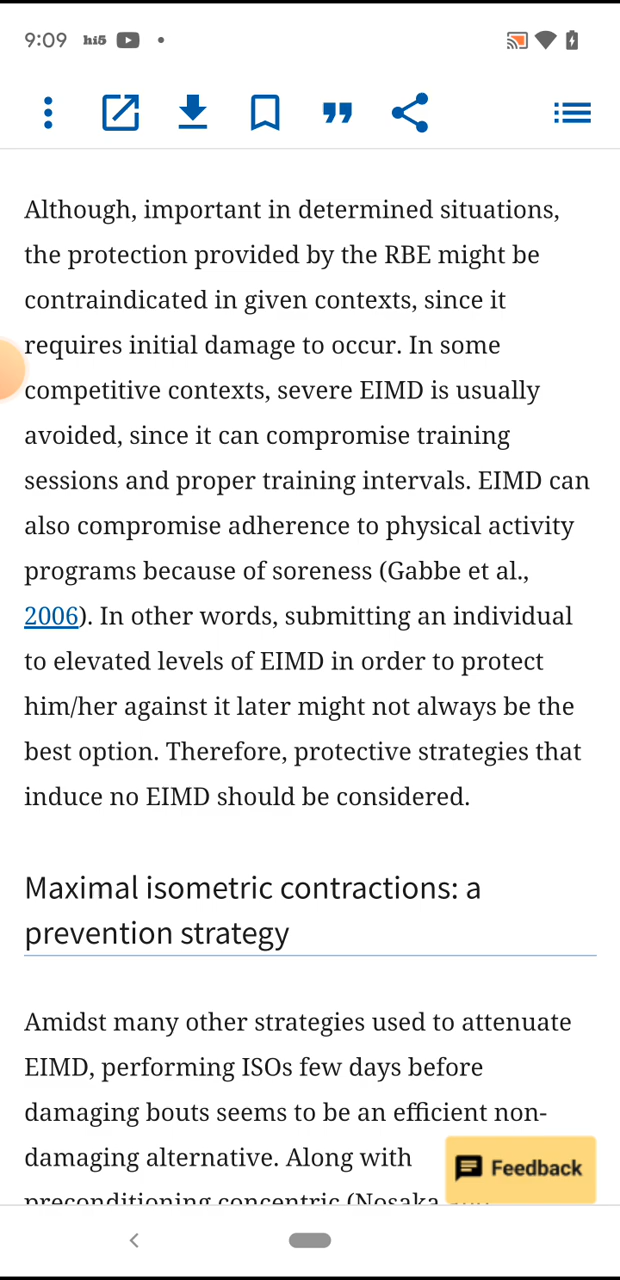 9:09 hi5
Although, important in determined situations,
the protection provided by the RBE might be
contraindicated in given contexts, since it
requires initial damage to occur. In some
competitive contexts, severe EIMD is usually
avoided, since it can compromise training
sessions and proper training intervals. EIMD can
also compromise adherence to physical activity
programs because of soreness (Gabbe et al.,
2006). In other words, submitting an individual
to elevated levels of EIMD in order to protect
him/her against it later might not always be the
best option. Therefore, protective strategies that
induce no EIMD should be considered.
Maximal isometric contractions: a
prevention strategy
Amidst many other strategies used to attenuate
EIMD, performing ISOs few days before
damaging bouts seems to be an efficient non-
damaging alternative. Along with
Feedback
preconditioning concentric (Nosaka